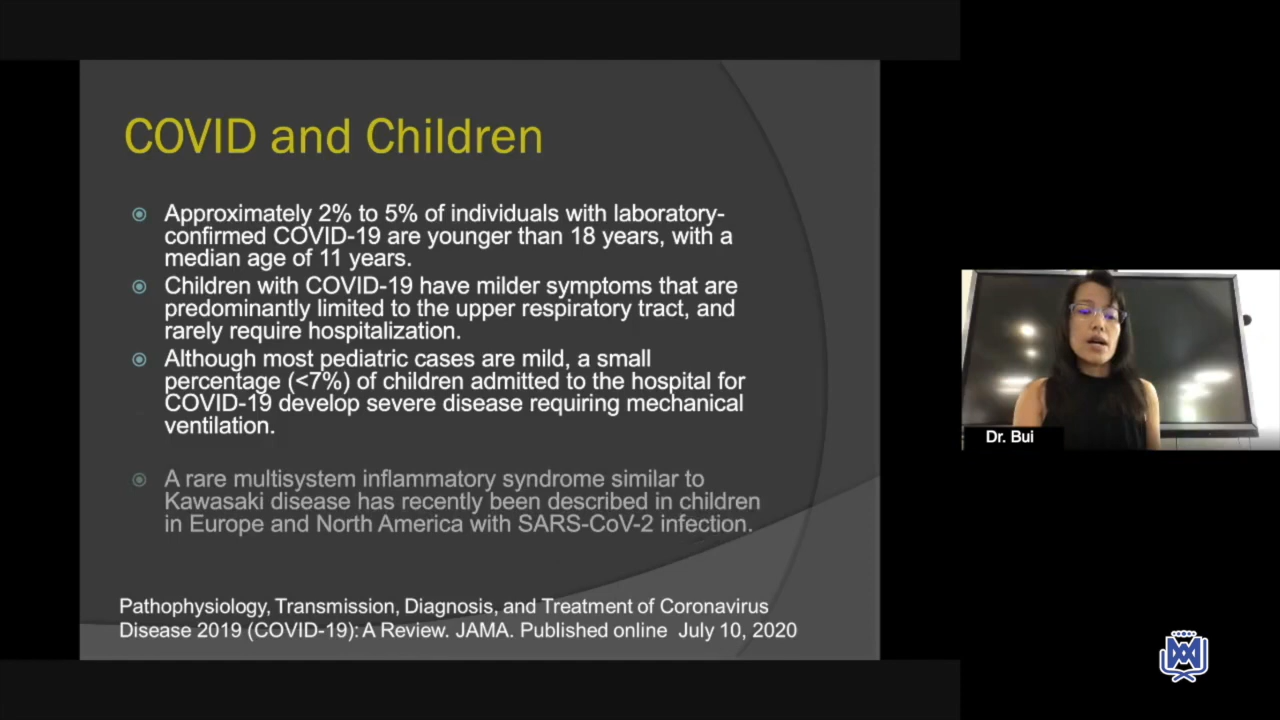 COVID and Children
Approximately 2% to 5% of individuals with laboratory-
confirmed COVID-19 are younger than 18 years, with a
median age of 11 years.
Children with COVID-19 have milder symptoms that are
predominantly limited to the upper respiratory tract, and
rarely require hospitalization.
Although most pediatric cases are mild, a small
percentage (<7%) of children admitted to the hospital for
COVID-19 develop severe disease requiring mechanical
ventilation.
A rare multisystem inflammatory syndrome similar to
Kawasaki disease has recently been described in children
in Europe and North America with SARS-CoV-2 infection.
Pathophysiology, Transmission, Diagnosis, and Treatment of Coronavirus
Disease 2019 (COVID-19): A Review. JAMA. Published online July 10, 2020
Dr. Bui